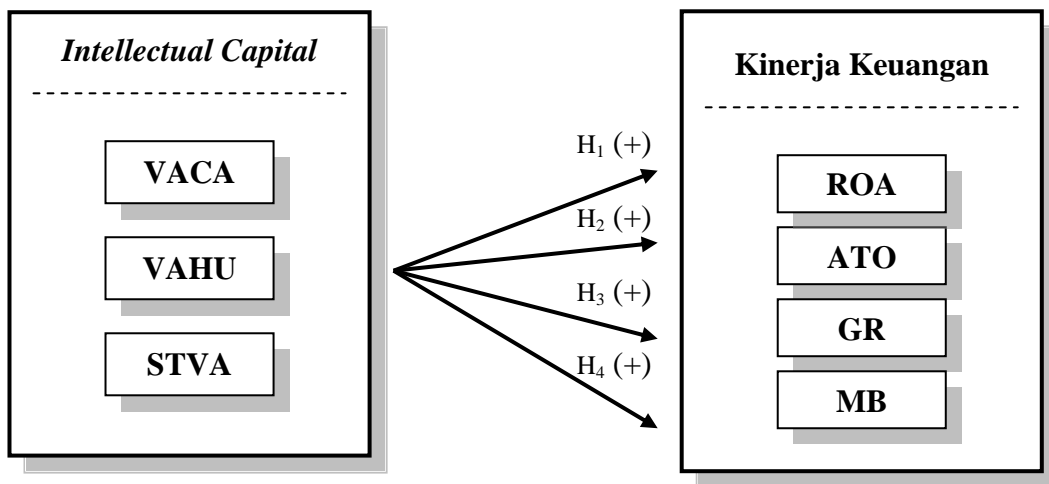 Intellectual Capital
VACA
VAHU
STVA
H₁ (+)
H₂ (+)
H₃ (+)
H₄ (+)
Kinerja Keuangan
ROA
ATO
GR
MB